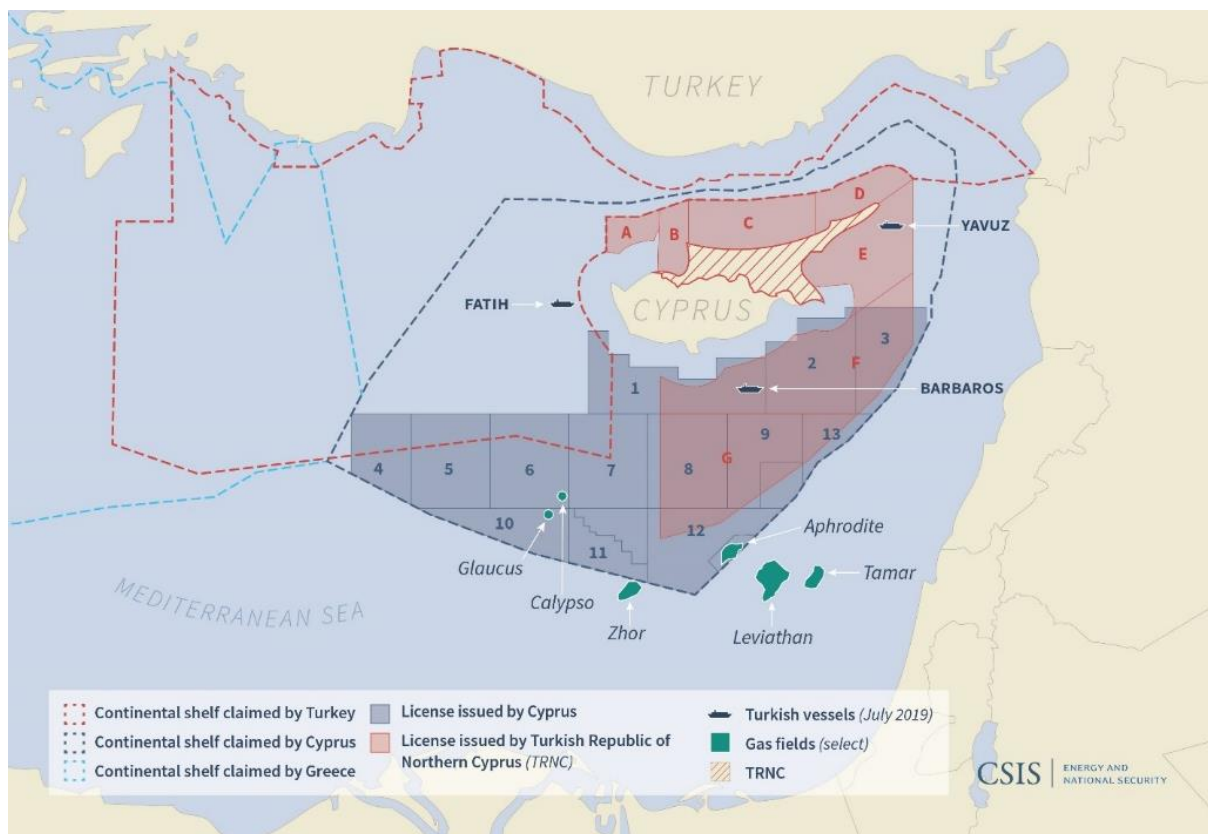 TURKEY
D
C
A
B
YAVUZ
E
FATIH
CYPRUS
3
2
F
1
BARBAROS
9
13
4
5
6
7
8
G
10
12
11
Aphrodite
Glaucus
Tamar
Calypso
MEDITERRANEAN SEA
Zhor
Leviathan
Continental shelf claimed by Turkey
Continental shelf claimed by Cyprus
Continental shelf claimed by Greece
License issued by Cyprus
License issued by Turkish Republic of
Northern Cyprus (TRNC)
Turkish vessels (July 2019)
Gas fields (select)
TRNC
CSIS | ENERGY AND
NATIONAL SECURITY